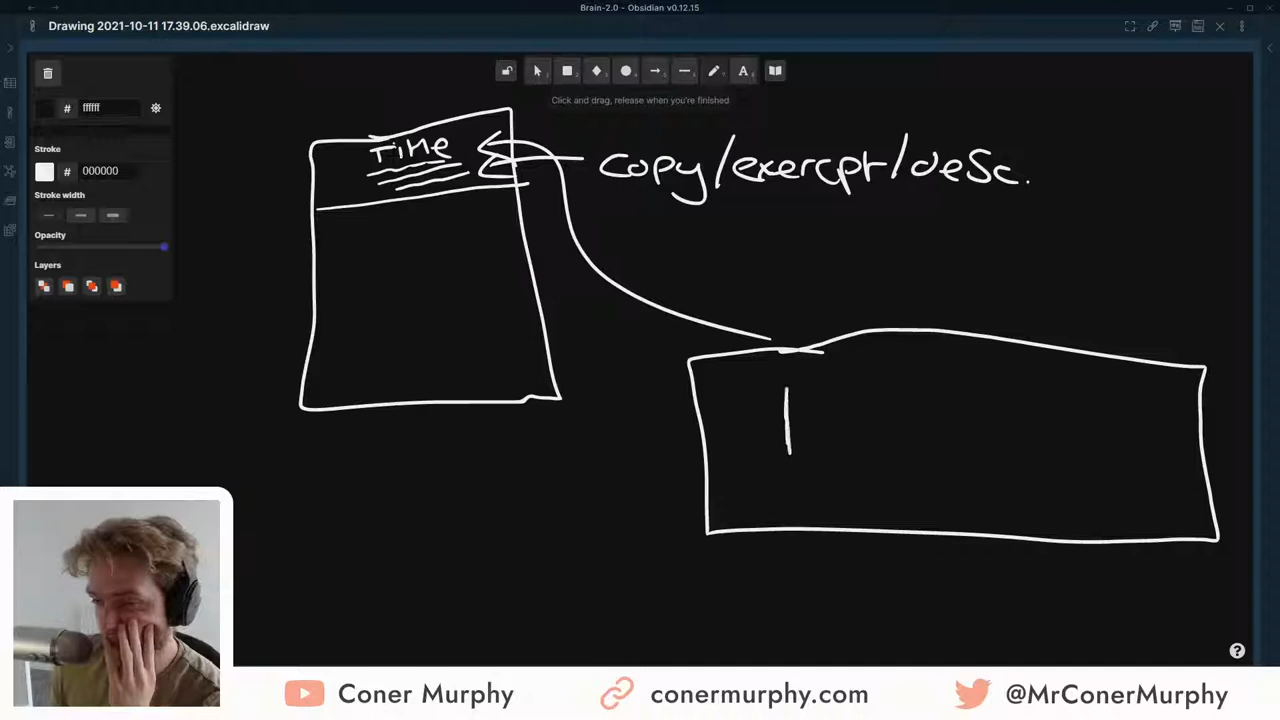 Brain-2.0 - Obsidian v0.12.15
Drawing 2021-10-11 17.39.06.excalidraw
# ffffff
Click and drag, release when you're finished
Stroke
# 000000
Stroke width
Opacity
Layers
Title
copy/exercpt/desc.
A
?
Coner Murphy
conermurphy.com
@MrConerMurphy